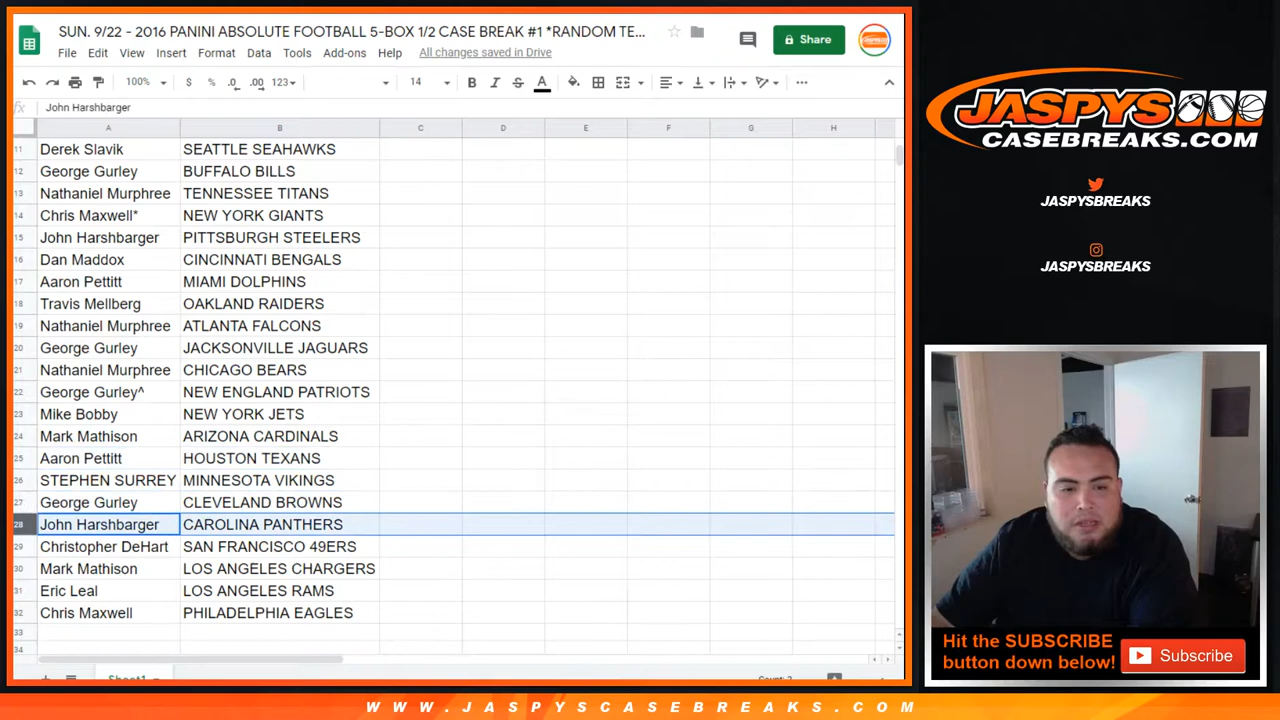 SUN. 9/22 - 2016 PANINI ABSOLUTE FOOTBALL 5-BOX 1/2 CASE BREAK #1 *RANDOM TE...
File Edit View Insert Format Data Tools Add-ons Help All changes saved in Drive
Share
100% $ % .0 .00 123 14 B I S A
fx John Harshbarger
A B C D E F G H
11 Derek Slavik SEATTLE SEAHAWKS
12 George Gurley BUFFALO BILLS
13 Nathaniel Murphree TENNESSEE TITANS
14 Chris Maxwell* NEW YORK GIANTS
15 John Harshbarger PITTSBURGH STEELERS
16 Dan Maddox CINCINNATI BENGALS
17 Aaron Pettitt MIAMI DOLPHINS
18 Travis Mellberg OAKLAND RAIDERS
19 Nathaniel Murphree ATLANTA FALCONS
20 George Gurley JACKSONVILLE JAGUARS
21 Nathaniel Murphree CHICAGO BEARS
22 George Gurley^ NEW ENGLAND PATRIOTS
23 Mike Bobby NEW YORK JETS
24 Mark Mathison ARIZONA CARDINALS
25 Aaron Pettitt HOUSTON TEXANS
26 STEPHEN SURREY MINNESOTA VIKINGS
27 George Gurley CLEVELAND BROWNS
28 John Harshbarger CAROLINA PANTHERS
29 Christopher DeHart SAN FRANCISCO 49ERS
30 Mark Mathison LOS ANGELES CHARGERS
31 Eric Leal LOS ANGELES RAMS
32 Chris Maxwell PHILADELPHIA EAGLES
33
34
Sheet1
JASPYS
CASEBREAKS.COM
JASPYSBREAKS
JASPYSBREAKS
Hit the SUBSCRIBE
button down below!
Subscribe
WWW.JASPYSCASEBREAKS.COM